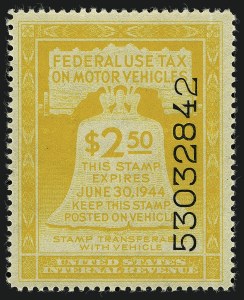 FEDERAL USE TAX
ON MOTOR VEHICLES
$2.50
THIS STAMP
EXPIRES
JUNE 30, 1944
KEEP THIS STAMP
POSTED ON VEHICLE
STAMP TRANSFERABLE
WITH VEHICLE
UNITED STATES
INTERNAL REVENUE
53032842